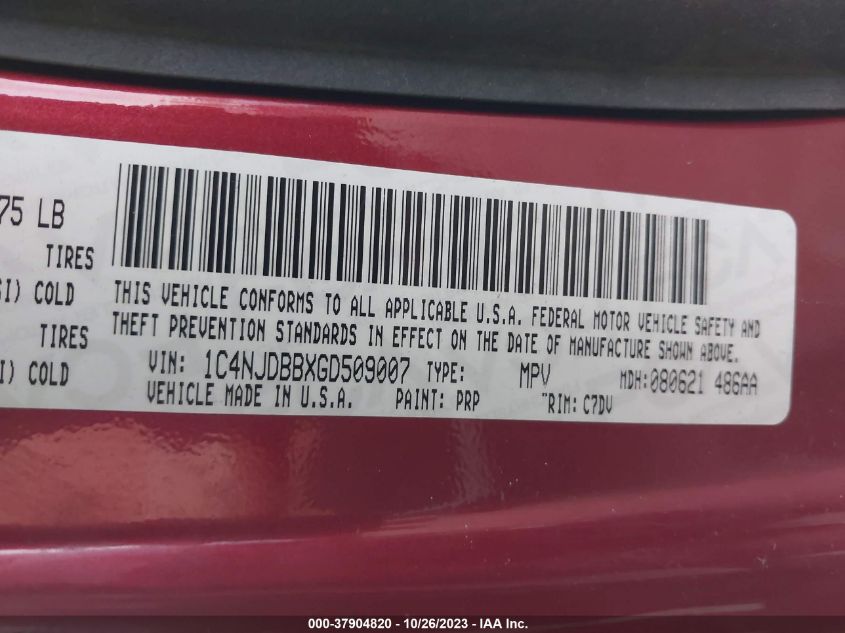 75 LB
TIRES
SI) COLD
TIRES
I) COLD
THIS VEHICLE CONFORMS TO ALL APPLICABLE U.S.A. FEDERAL MOTOR VEHICLE SAFETY AND
THEFT PREVENTION STANDARDS IN EFFECT ON THE DATE OF MANUFACTURE SHOWN ABOVE.
VIN: 1C4NJDBBXGD509007 TYPE: MPV MDH:080621 486AA
VEHICLE MADE IN U.S.A. PAINT: PRP "RIM: C7DV
000-37904820 - 10/26/2023 - IAAI Inc.